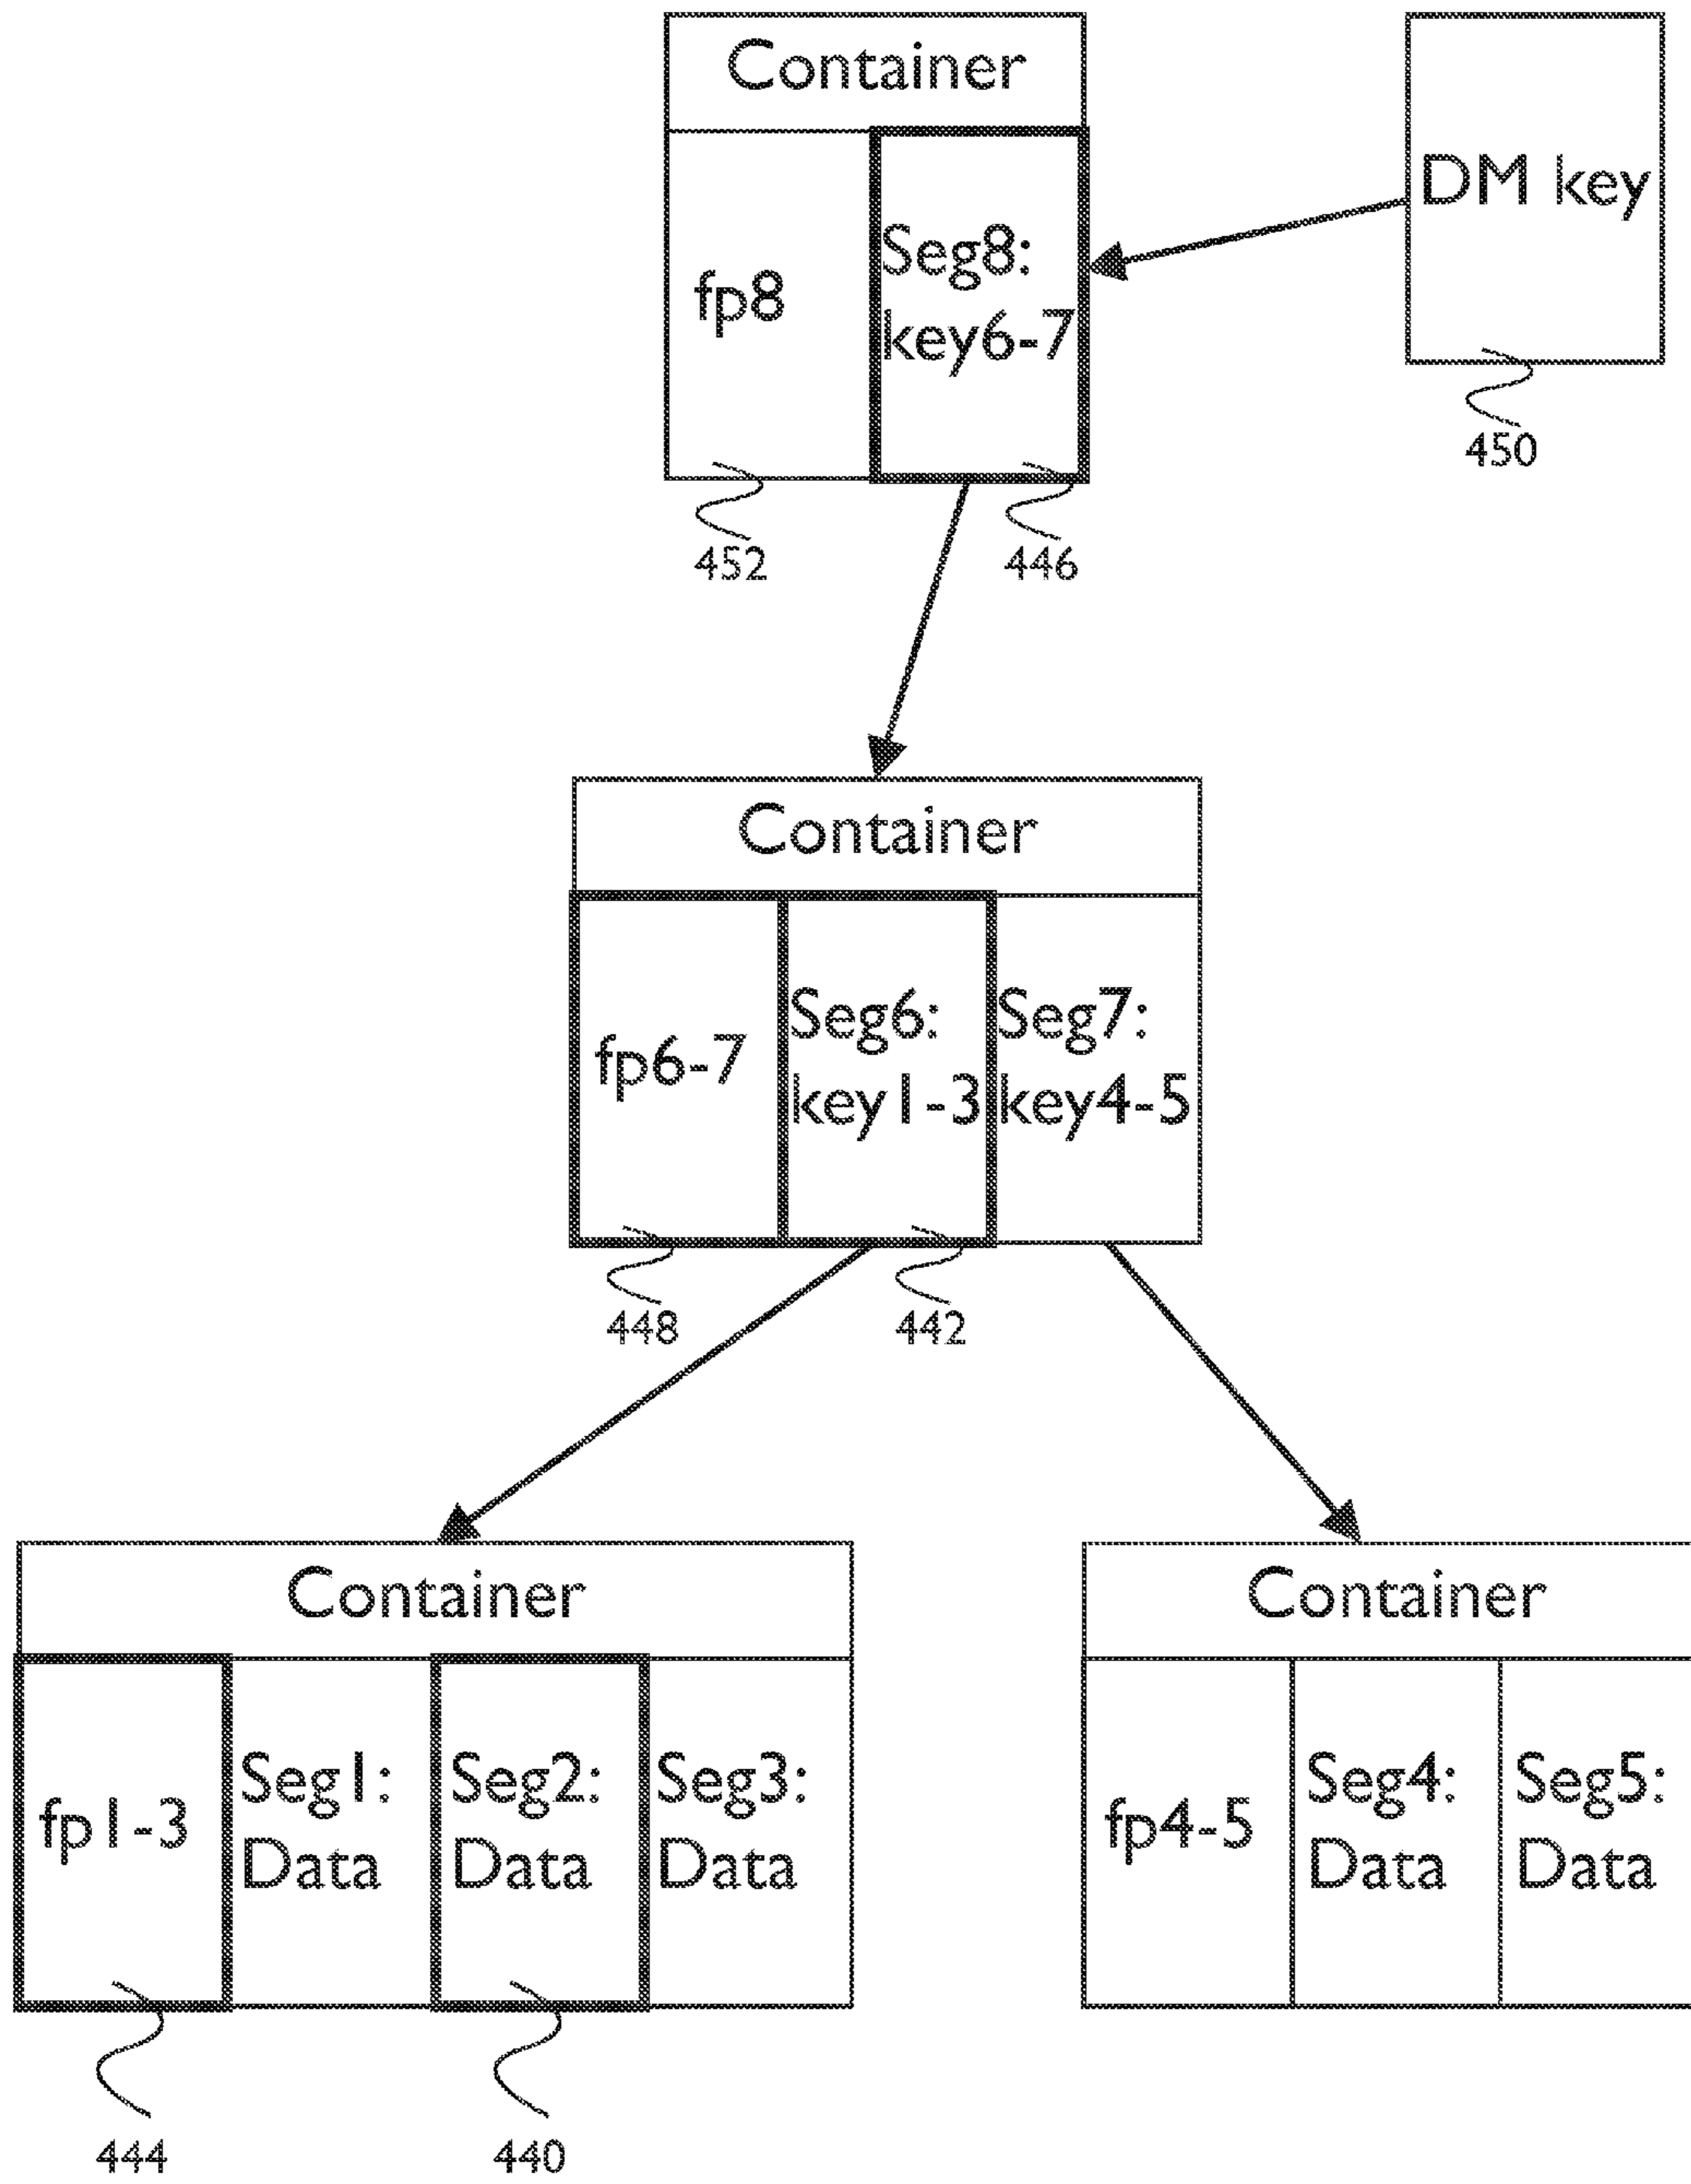 Container
DM key
fp8
Seg8:
key6-7
450
452
446
Container
fp6-7
Seg6:
key1-3
Seg7:
key4-5
448
442
Container
fp1-3
Seg1:
Data
Seg2:
Data
Seg3:
Data
Container
fp4-5
Seg4:
Data
Seg5:
Data
444
440